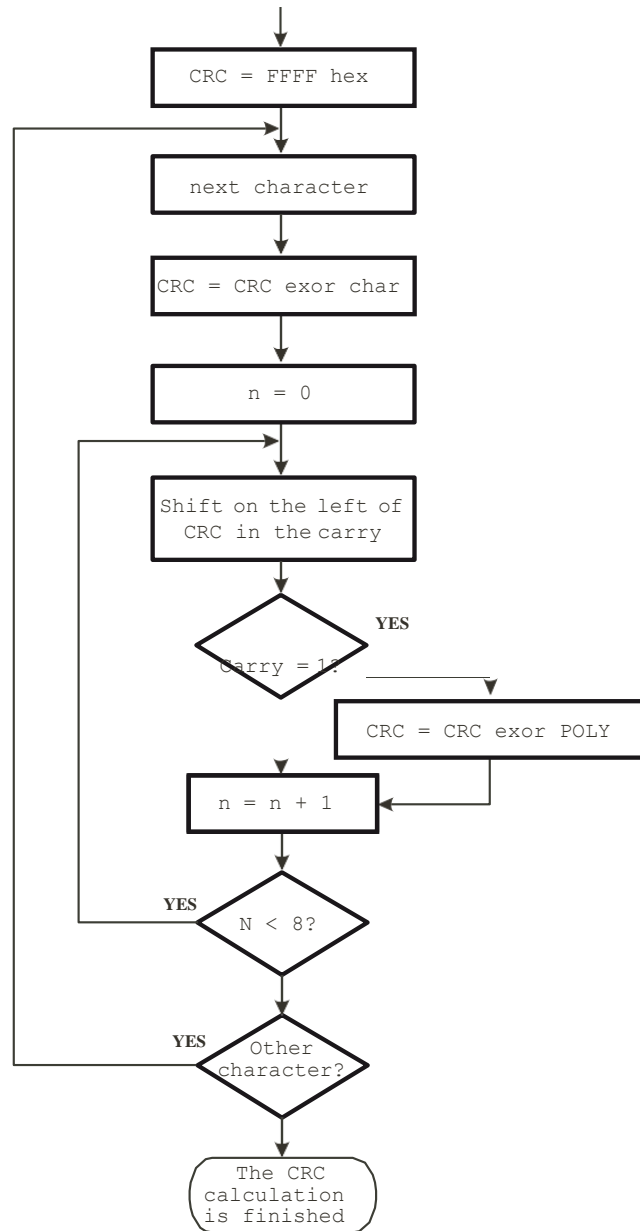 CRC = FFFF hex
next character
CRC = CRC exor char
n = 0
Shift on the left of
CRC in the carry
YES
Carry = 1?
CRC = CRC exor POLY
n = n + 1
YES
N < 8?
YES
Other
character?
The CRC
calculation
is finished